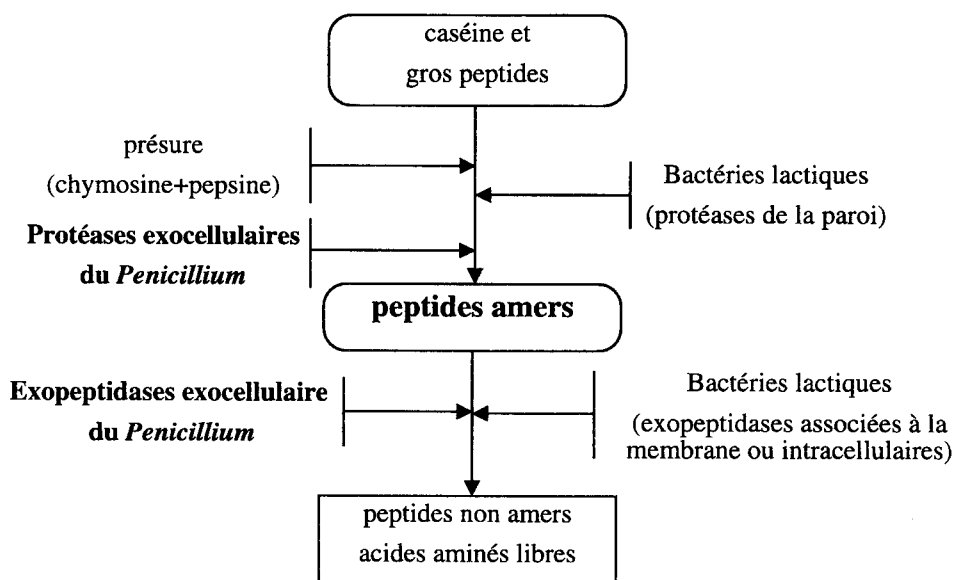 caséine et
gros peptides
présure
(chymosine+pepsine)
Bactéries lactiques
(protéases de la paroi)
Protéases exocellulaires
du Penicillium
peptides amers
Exopeptidases exocellulaire
du Penicillium
Bactéries lactiques
(exopeptidases associées à la
membrane ou intracellulaires)
peptides non amers
acides aminés libres